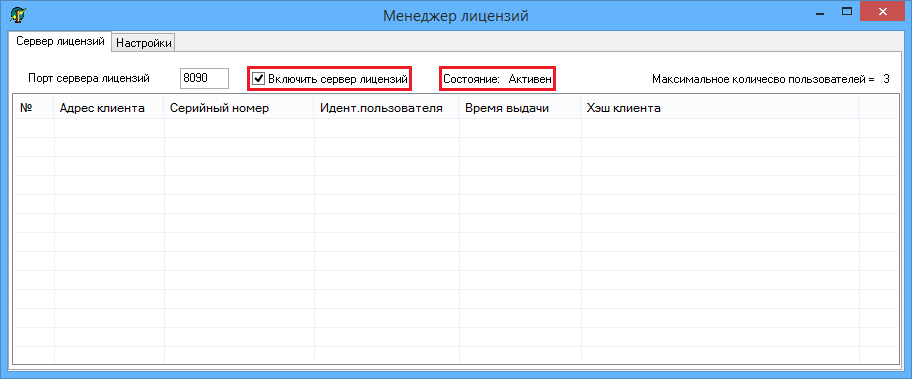 Менеджер лицензий
Сервер лицензий Настройки
Порт сервера лицензий 8090 Включить сервер лицензий Состояние: Активен Максимальное количесво пользователей = 3
№ Адрес клиента Серийный номер Идент.пользователя Время выдачи Хэш клиента